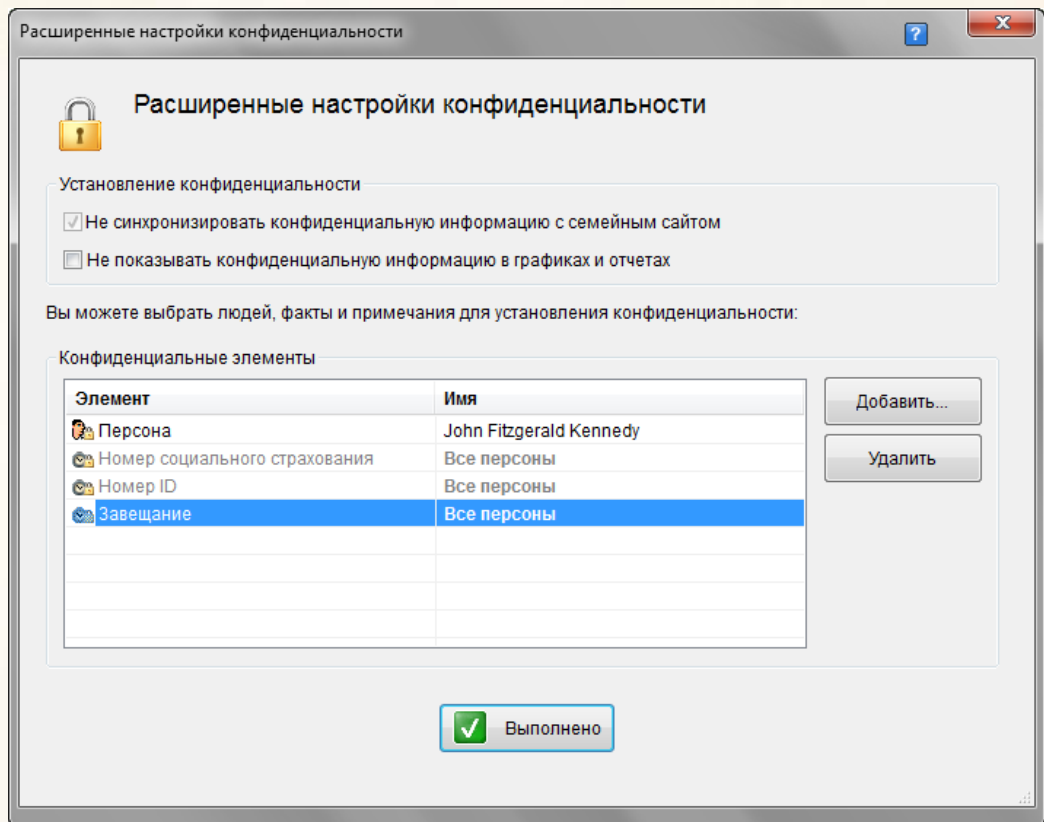 Расширенные настройки конфиденциальности
?
Расширенные настройки конфиденциальности
Установление конфиденциальности
Не синхронизировать конфиденциальную информацию с семейным сайтом
Не показывать конфиденциальную информацию в графиках и отчетах
Вы можете выбрать людей, факты и примечания для установления конфиденциальности:
Конфиденциальные элементы
Элемент Имя
Добавить...
Персона John Fitzgerald Kennedy
Номер социального страхования Все персоны
Удалить
Номер ID Все персоны
Завещание Все персоны
Выполнено